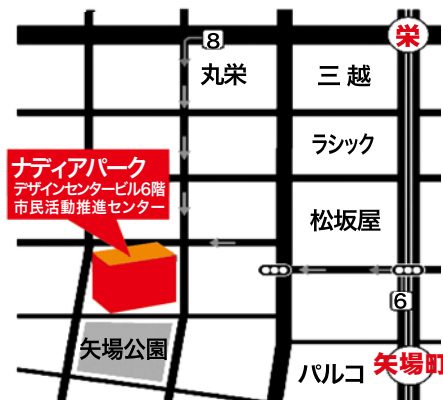 栄
8
丸栄
三越
ラシック
ナディアパーク
デザインセンタービル6階
市民活動推進センター
松坂屋
6
矢場公園
パルコ
矢場町